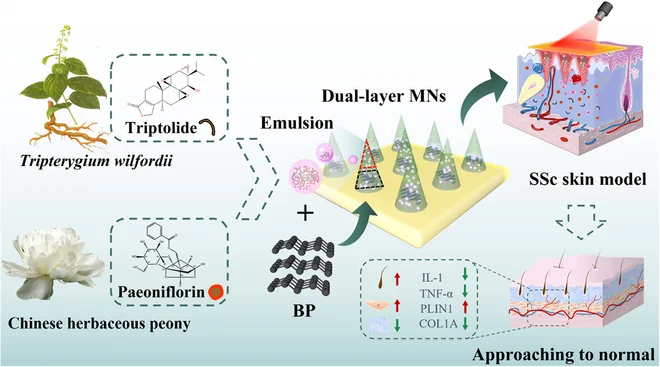 Triptolide
Tripterygium wilfordii
Paeoniflorin
Chinese herbaceous peony
Emulsion
+
BP
Dual-layer MNs
SSc skin model
IL-1
TNF-α
PLIN1
COL1A
Approaching to normal